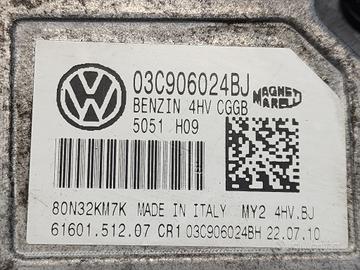 03C906024BJ
BENZIN 4HV CGGB
MAGNETI MARELLI
5051 H09
80N32KM7K MADE IN ITALY MY2 4HV.BJ
61601.512.07 CR1 03C906024BH 22.07.10